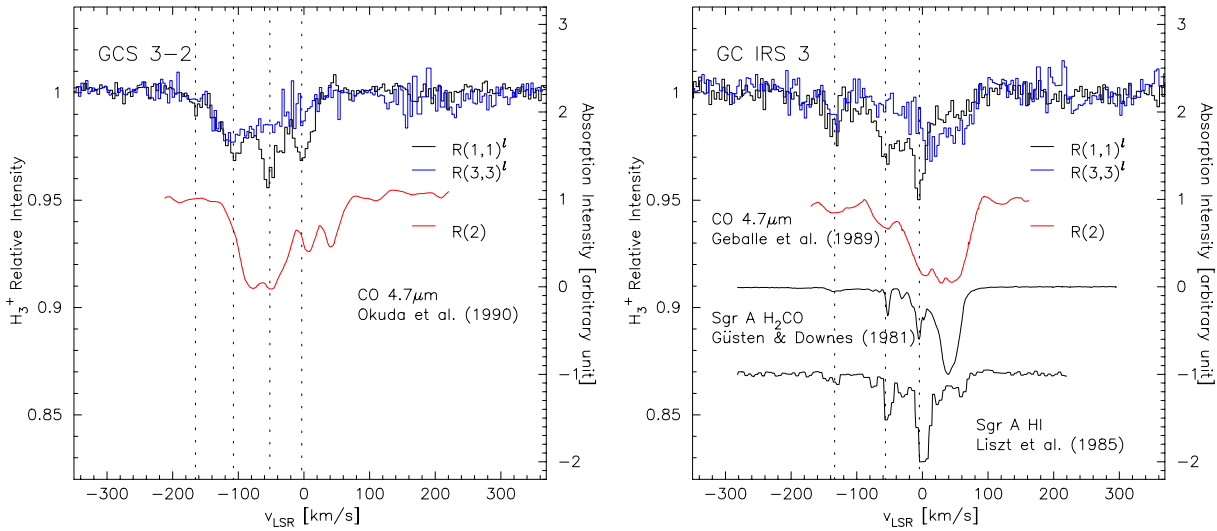 GCS 3−2
R(1,1)^l
R(3,3)^l
R(2)
CO 4.7μm
Okuda et al. (1990)
1
0.95
0.9
0.85
H₃⁺ Relative Intensity
3
2
1
0
−1
−2
Absorption Intensity [arbitrary unit]
−300 −200 −100 0 100 200 300
v_LSR [km/s]
GC IRS 3
R(1,1)^l
R(3,3)^l
R(2)
CO 4.7μm
Geballe et al. (1989)
Sgr A H₂CO
Güsten & Downes (1981)
Sgr A HI
Liszt et al. (1985)
1
0.95
0.9
0.85
H₃⁺ Relative Intensity
3
2
1
0
−1
−2
Absorption Intensity [arbitrary unit]
−300 −200 −100 0 100 200 300
v_LSR [km/s]